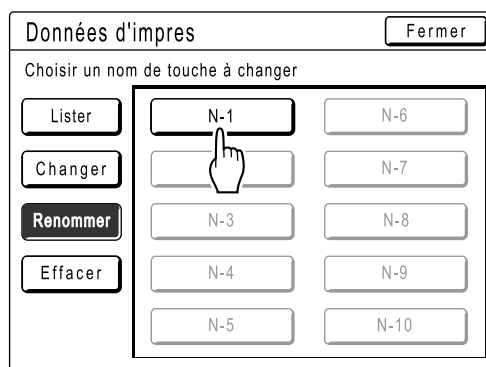 Données d'impres
Fermer
Choisir un nom de touche à changer
Lister
Changer
Renommer
Effacer
N-1
N-3
N-4
N-5
N-6
N-7
N-8
N-9
N-10